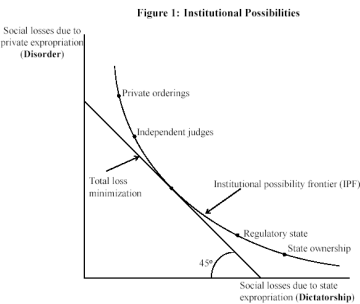 Figure 1: Institutional Possibilities
Social losses due to
private expropriation
(Disorder)
Private orderings
Independent judges
Total loss
minimization
Institutional possibility frontier (IPF)
Regulatory state
State ownership
45º
Social losses due to state
expropriation (Dictatorship)